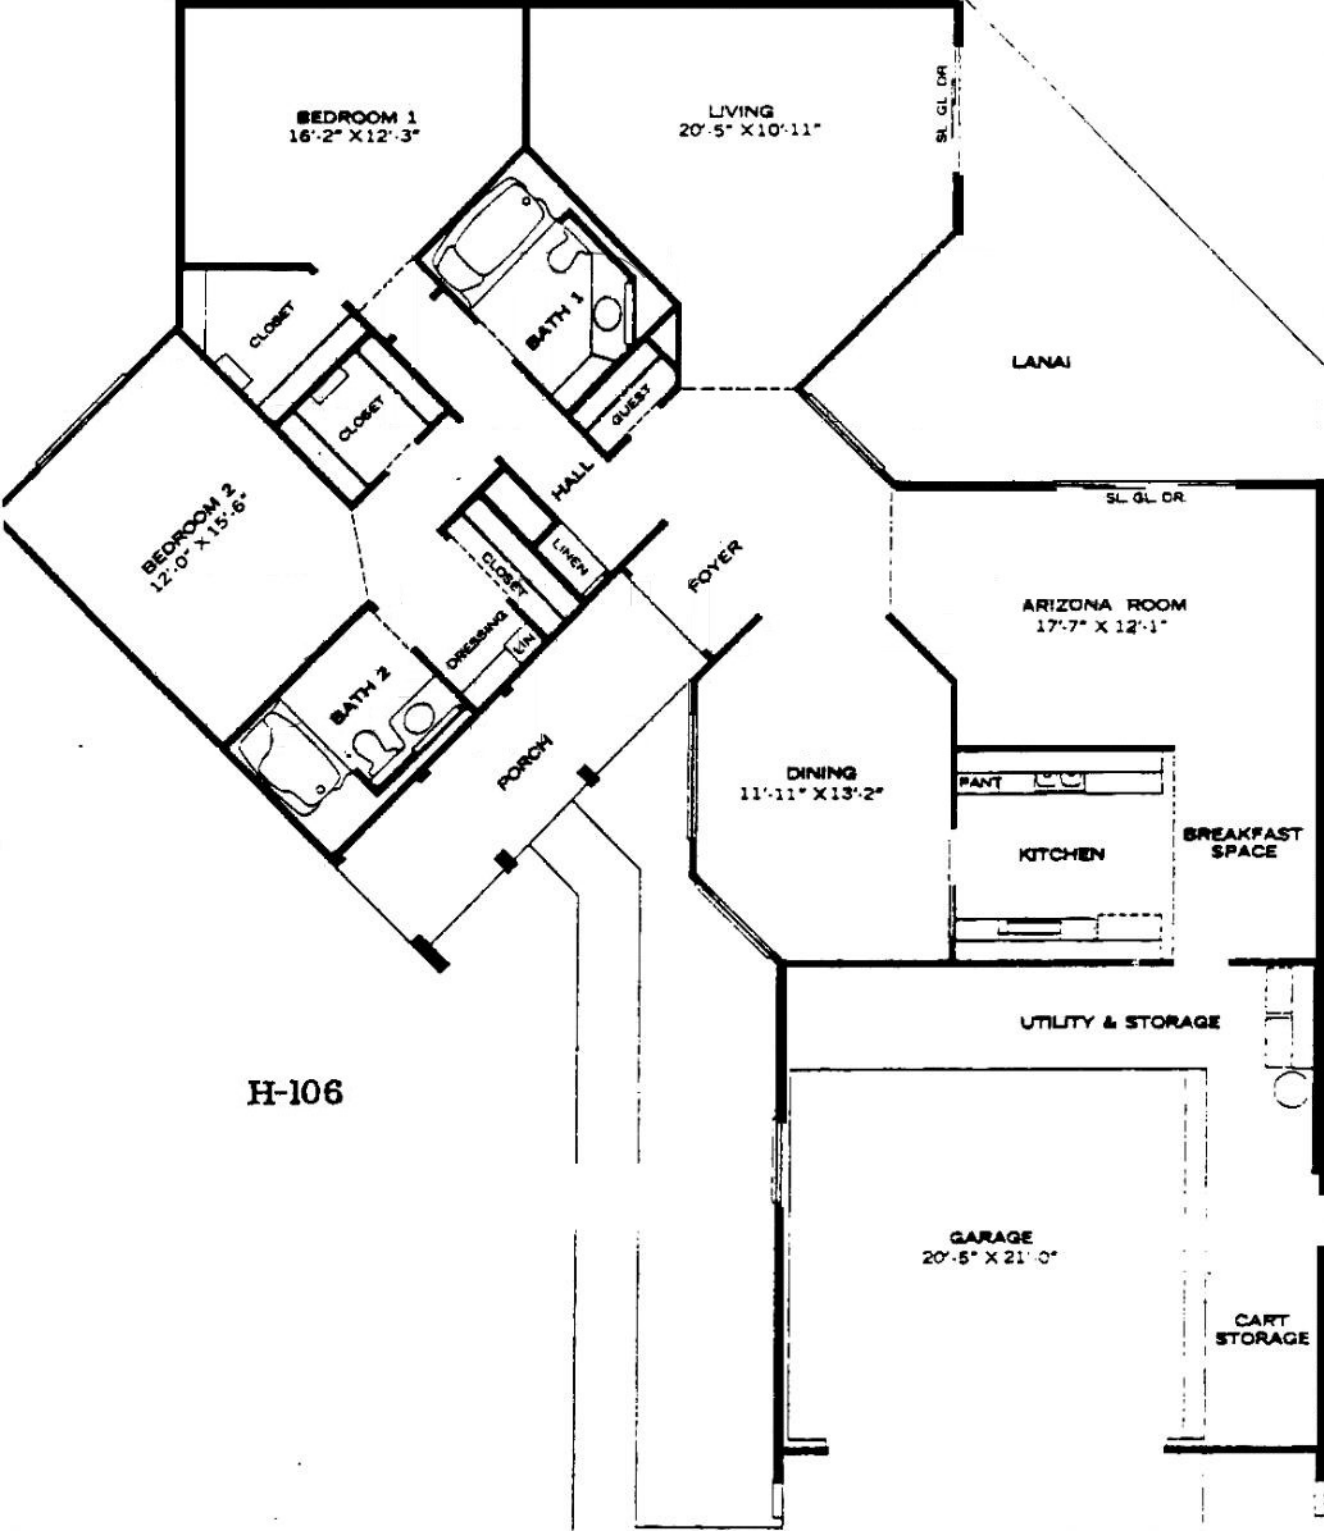 BEDROOM 1
16'-2" X 12'-3"
LIVING
20'-5" X 10'-11"
SL GL DR
BATH 1
CLOSET
CLOSET
GUEST
LANAI
HALL
SL. GL. DR.
BEDROOM 2
12'-0" X 15'-6"
LINEN
CLOSET
FOYER
ARIZONA ROOM
17'-7" X 12'-1"
DRESSING
LIN
BATH 2
PORCH
DINING
11'-11" X 13'-2"
PANT
KITCHEN
BREAKFAST
SPACE
UTILITY & STORAGE
H-106
GARAGE
20'-5" X 21'-0"
CART
STORAGE